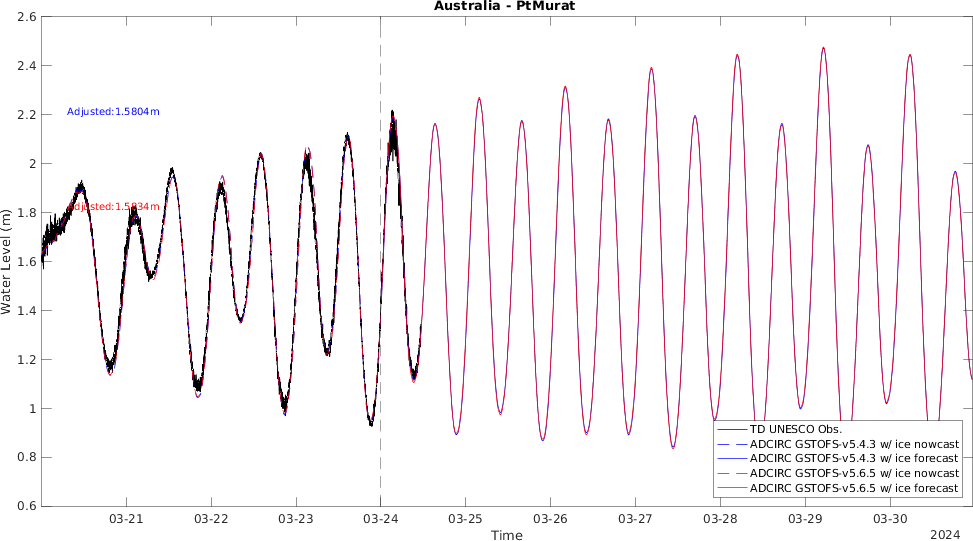 Australia - PtMurat
2.6
2.4
2.2
2
1.8
1.6
1.4
1.2
1
0.8
0.6
Water Level (m)
Adjusted:1.5804m
Adjusted:1.5834m
TD UNESCO Obs.
ADCIRC GSTOFS-v5.4.3 w/ ice nowcast
ADCIRC GSTOFS-v5.4.3 w/ ice forecast
ADCIRC GSTOFS-v5.6.5 w/ ice nowcast
ADCIRC GSTOFS-v5.6.5 w/ ice forecast
03-21 03-22 03-23 03-24 03-25 03-26 03-27 03-28 03-29 03-30
Time
2024